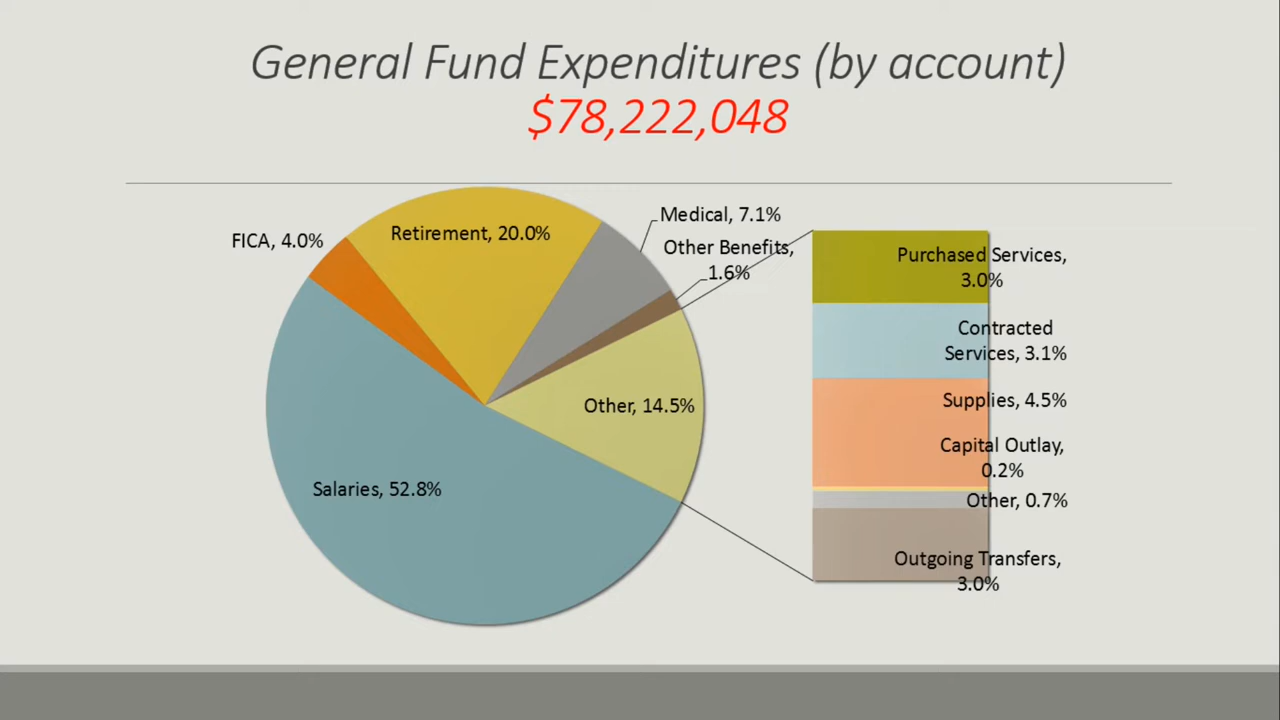 General Fund Expenditures (by account)
$78,222,048
FICA, 4.0%
Retirement, 20.0%
Medical, 7.1%
Other Benefits,
1.6%
Other, 14.5%
Salaries, 52.8%
Purchased Services,
3.0%
Contracted
Services, 3.1%
Supplies, 4.5%
Capital Outlay,
0.2%
Other, 0.7%
Outgoing Transfers,
3.0%